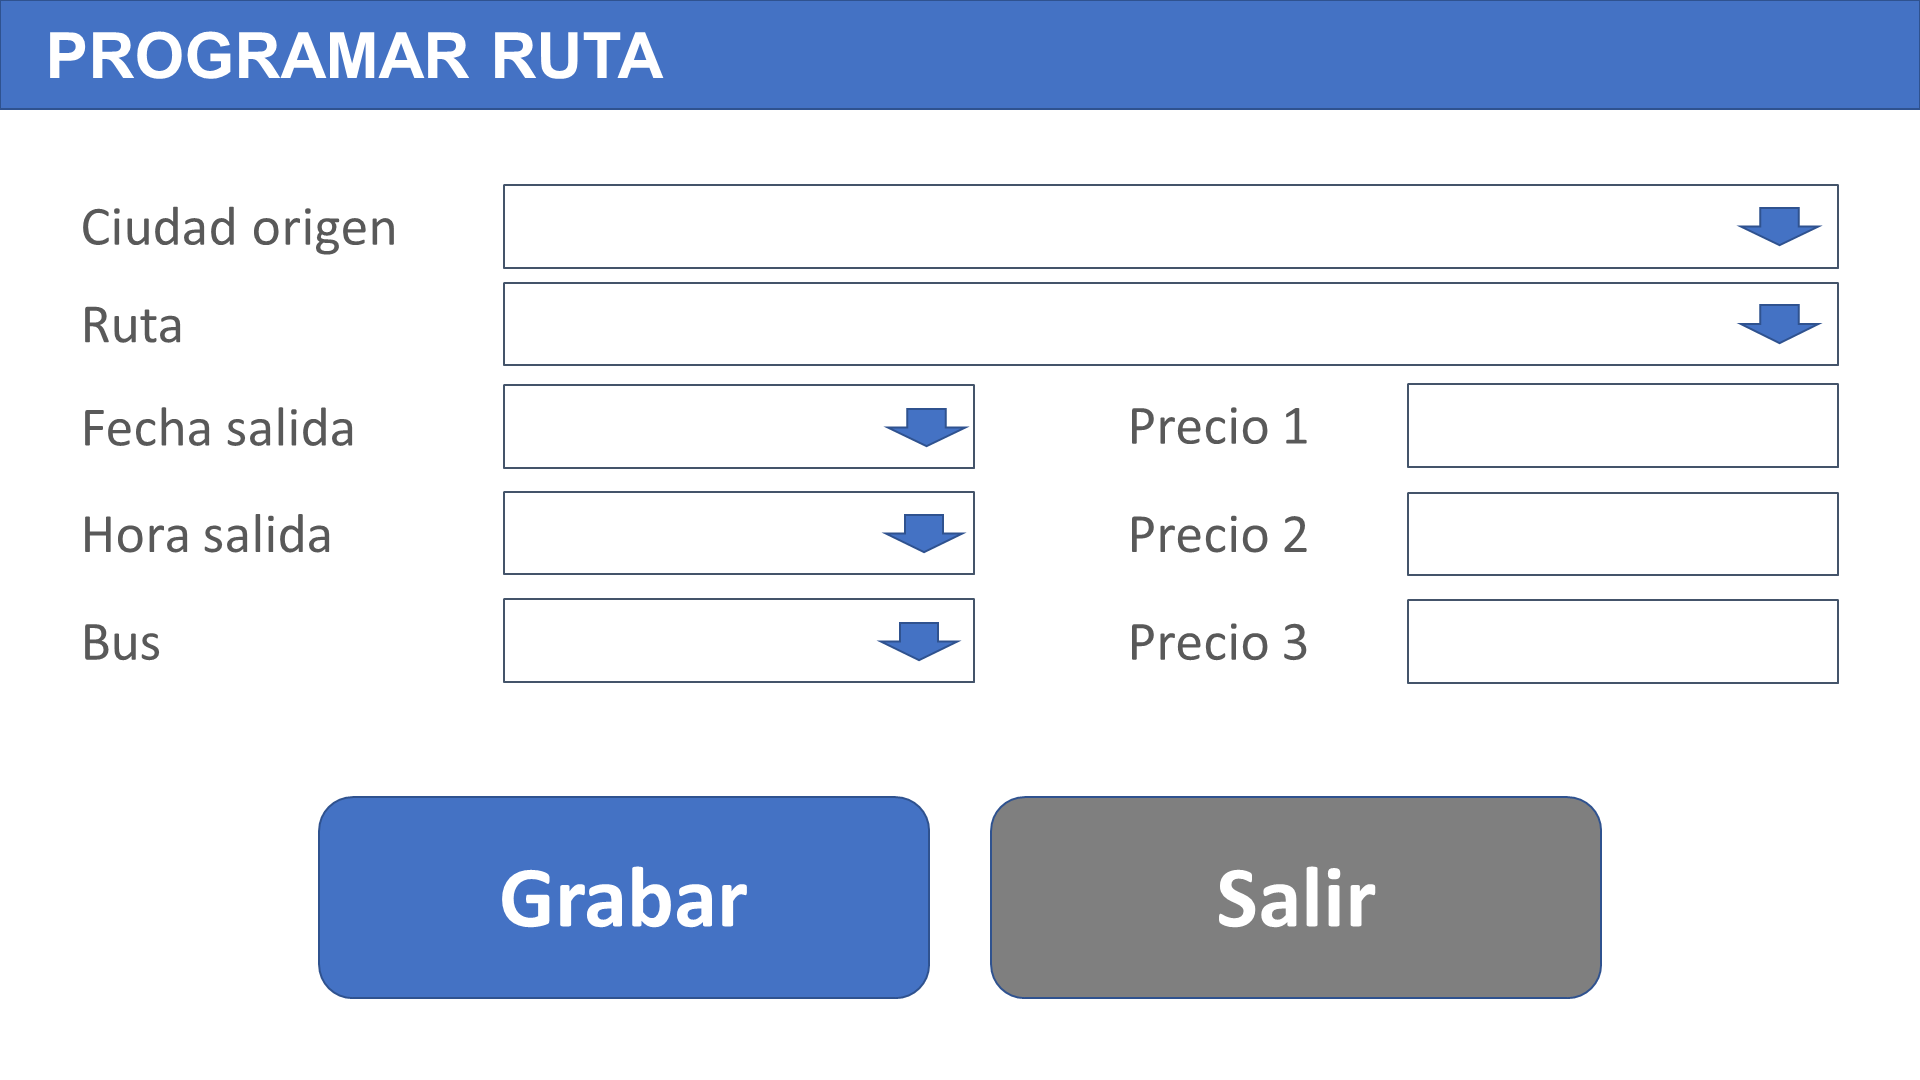 PROGRAMAR RUTA
Ciudad origen
Ruta
Fecha salida
Precio 1
Hora salida
Precio 2
Bus
Precio 3
Grabar
Salir